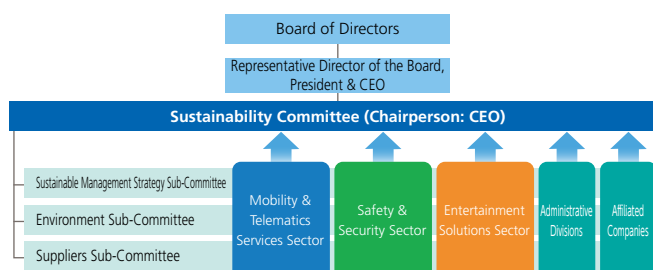 Board of Directors
Representative Director of the Board,
President & CEO
Sustainability Committee (Chairperson: CEO)
Sustainable Management Strategy Sub-Committee
Environment Sub-Committee
Suppliers Sub-Committee
Mobility &
Telematics
Services Sector
Safety &
Security Sector
Entertainment
Solutions Sector
Administrative
Divisions
Affiliated
Companies